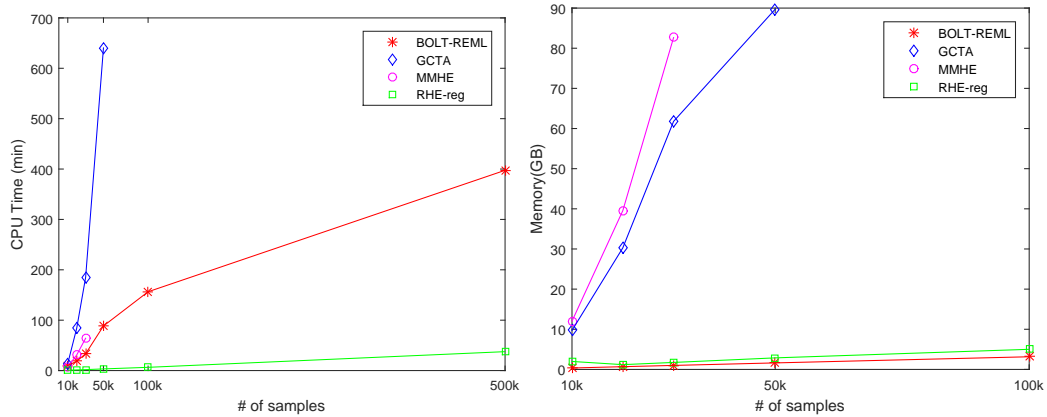 700
600
500
400
300
200
100
0
10k
50k
100k
500k
CPU Time (min)
# of samples
BOLT-REML
GCTA
MMHE
RHE-reg
90
80
70
60
50
40
30
20
10
0
10k
50k
100k
Memory(GB)
# of samples
BOLT-REML
GCTA
MMHE
RHE-reg